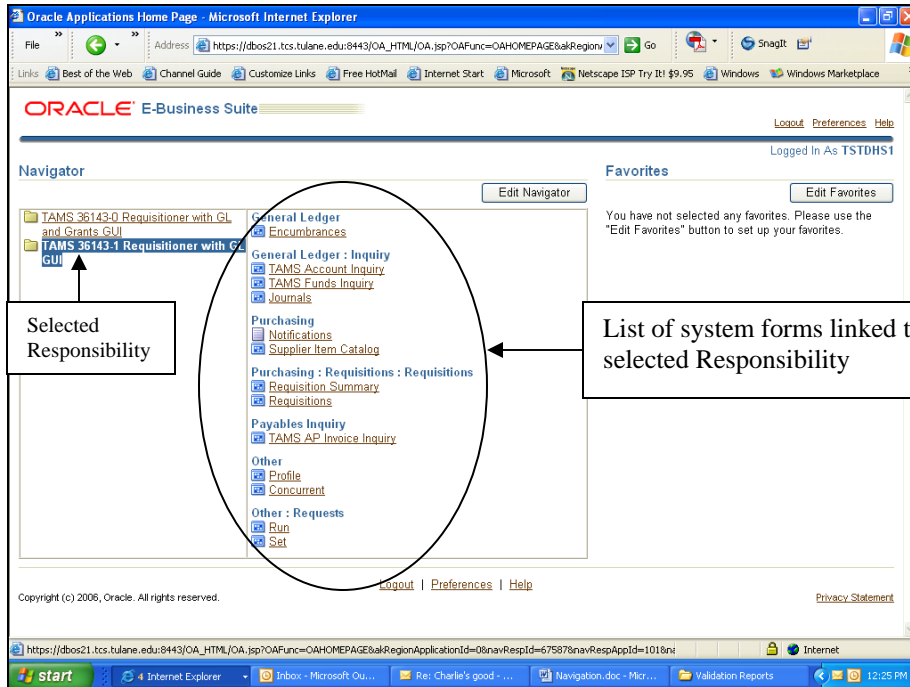 Oracle Applications Home Page - Microsoft Internet Explorer
File » » Address https://dbos21.tcs.tulane.edu:8443/OA_HTML/OA.jsp?OAFunc=OAHOMEPAGE&akRegion Go SnagIt
Links Best of the Web Channel Guide Customize Links Free HotMail Internet Start Microsoft Netscape ISP Try It! $9.95 Windows Windows Marketplace
ORACLE E-Business Suite
Logout Preferences Help
Logged In As TSTDHS1
Navigator
Favorites
Edit Navigator
Edit Favorites
TAMS 36143-0 Requisitioner with GL
and Grants GUI
TAMS 36143-1 Requisitioner with GL
GUI
General Ledger
Encumbrances
General Ledger : Inquiry
TAMS Account Inquiry
TAMS Funds Inquiry
Journals
Purchasing
Notifications
Supplier Item Catalog
Purchasing : Requisitions : Requisitions
Requisition Summary
Requisitions
Payables Inquiry
TAMS AP Invoice Inquiry
Other
Profile
Concurrent
Other : Requests
Run
Set
You have not selected any favorites. Please use the
"Edit Favorites" button to set up your favorites.
Selected
Responsibility
List of system forms linked t
selected Responsibility
Logout | Preferences | Help
Copyright (c) 2006, Oracle. All rights reserved.
Privacy Statement
https://dbos21.tcs.tulane.edu:8443/OA_HTML/OA.jsp?OAFunc=OAHOMEPAGE&akRegionApplicationId=0&navRespId=67587&navRespAppId=101&na Internet
start 4 Internet Explorer Inbox - Microsoft Ou... Re: Charlie's good - ... Navigation.doc - Micr... Validation Reports 12:25 PM